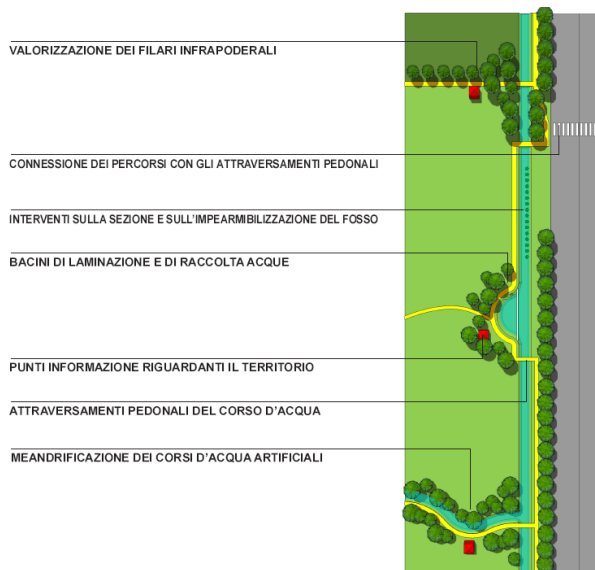 VALORIZZAZIONE DEI FILARI INFRAPODERALI
CONNESSIONE DEI PERCORSI CON GLI ATTRAVERSAMENTI PEDONALI
INTERVENTI SULLA SEZIONE E SULL'IMPEARMIBILIZZAZIONE DEL FOSSO
BACINI DI LAMINAZIONE E DI RACCOLTA ACQUE
PUNTI INFORMAZIONE RIGUARDANTI IL TERRITORIO
ATTRAVERSAMENTI PEDONALI DEL CORSO D'ACQUA
MEANDRIFICAZIONE DEI CORSI D'ACQUA ARTIFICIALI